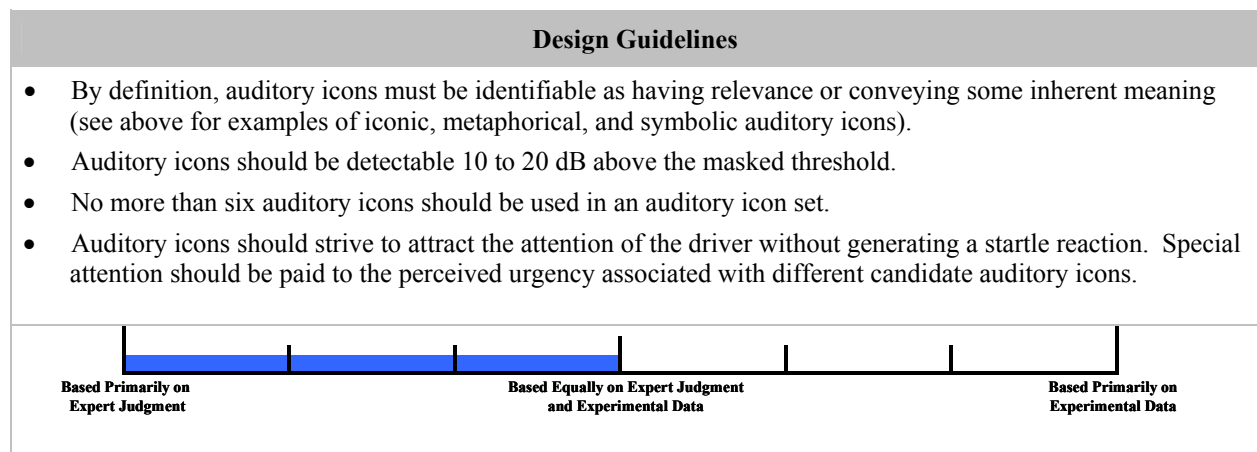 Design Guidelines
• By definition, auditory icons must be identifiable as having relevance or conveying some inherent meaning
(see above for examples of iconic, metaphorical, and symbolic auditory icons).
• Auditory icons should be detectable 10 to 20 dB above the masked threshold.
• No more than six auditory icons should be used in an auditory icon set.
• Auditory icons should strive to attract the attention of the driver without generating a startle reaction.  Special
attention should be paid to the perceived urgency associated with different candidate auditory icons.
Based Primarily on
Expert Judgment
Based Equally on Expert Judgment
and Experimental Data
Based Primarily on
Experimental Data